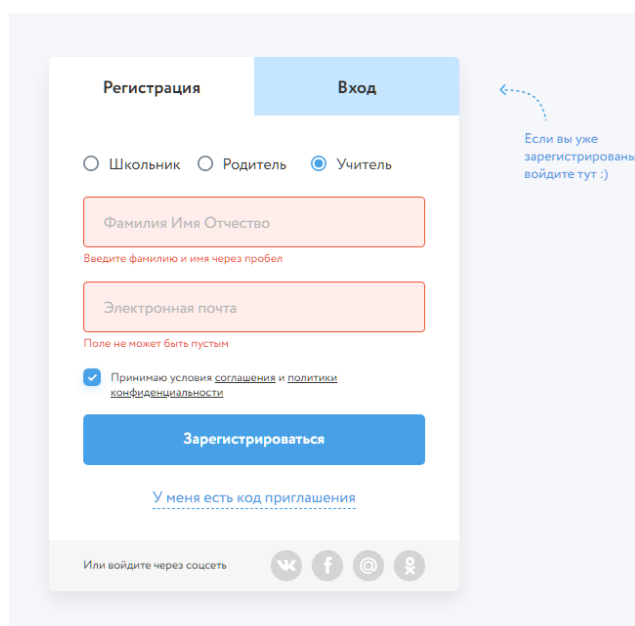 Регистрация
Вход
Если вы уже
зарегистрированы
войдите тут :)
Школьник
Родитель
Учитель
Фамилия Имя Отчество
Введите фамилию и имя через пробел
Электронная почта
Поле не может быть пустым
Принимаю условия соглашения и политики
конфиденциальности
Зарегистрироваться
У меня есть код приглашения
Или войдите через соцсеть